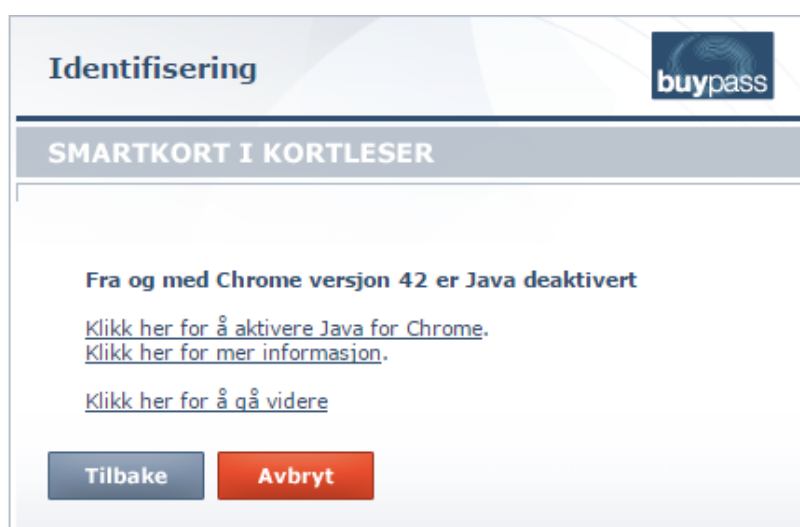 Identifisering
buypass
SMARTKORT I KORTLESER
Fra og med Chrome versjon 42 er Java deaktivert
Klikk her for å aktivere Java for Chrome.
Klikk her for mer informasjon.
Klikk her for å gå videre
Tilbake Avbryt